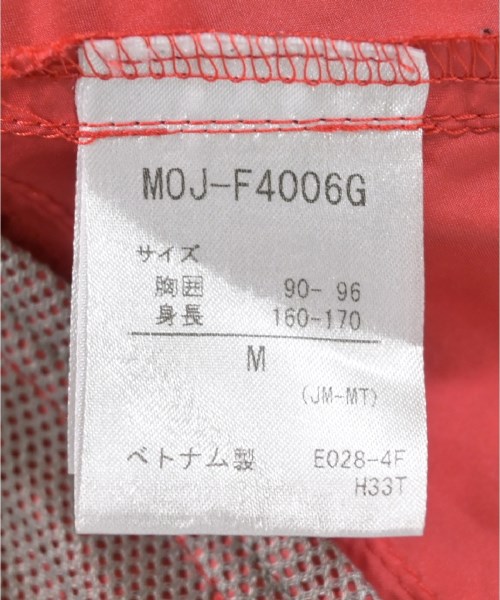 MOJ-F4006G
サイズ
胸囲 90- 96
身長 160-170
M
(JM-MT)
ベトナム製 E028-4F
H33T